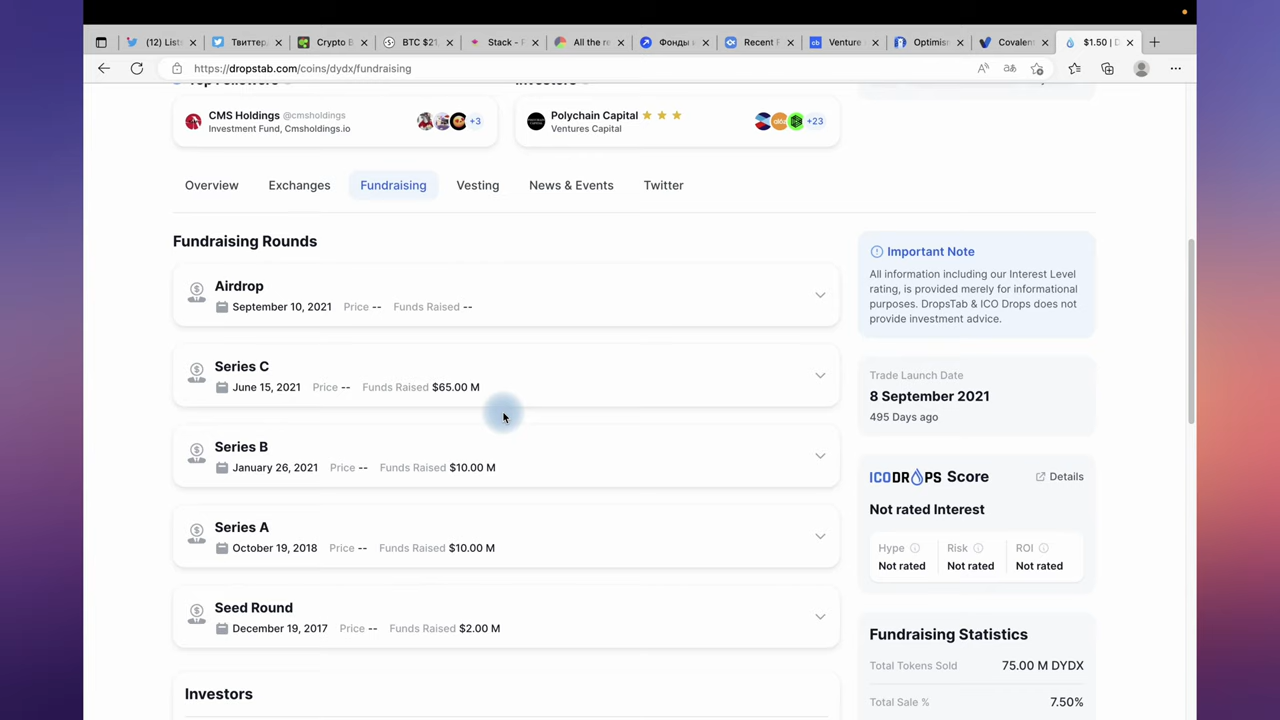 (12) List
Твиттер
Crypto B
BTC $21
Stack - F
All the re
Фонды и
Recent F
Venture
Optimis
Covalen
$1.50 | D
https://dropstab.com/coins/dydx/fundraising
CMS Holdings @cmsholdings
Investment Fund, Cmsholdings.io
+3
Polychain Capital
Ventures Capital
+23
Overview
Exchanges
Fundraising
Vesting
News & Events
Twitter
Fundraising Rounds
Airdrop
September 10, 2021 Price -- Funds Raised --
Series C
June 15, 2021 Price -- Funds Raised $65.00 M
Series B
January 26, 2021 Price -- Funds Raised $10.00 M
Series A
October 19, 2018 Price -- Funds Raised $10.00 M
Seed Round
December 19, 2017 Price -- Funds Raised $2.00 M
Investors
Important Note
All information including our Interest Level
rating, is provided merely for informational
purposes. DropsTab & ICO Drops does not
provide investment advice.
Trade Launch Date
8 September 2021
495 Days ago
ICODROPS Score
Details
Not rated Interest
Hype
Not rated
Risk
Not rated
ROI
Not rated
Fundraising Statistics
Total Tokens Sold 75.00 M DYDX
Total Sale % 7.50%